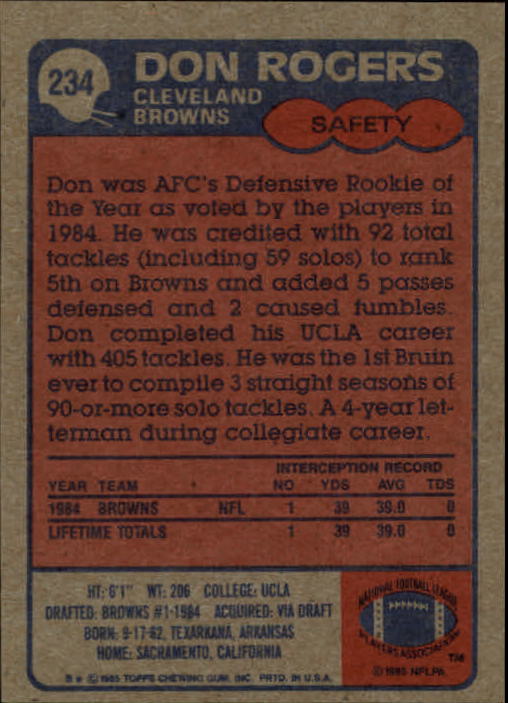 234
DON ROGERS
CLEVELAND
BROWNS
SAFETY
Don was AFC's Defensive Rookie of
the Year as voted by the players in
1984. He was credited with 92 total
tackles (including 59 solos) to rank
5th on Browns and added 5 passes
defensed and 2 caused fumbles.
Don completed his UCLA career
with 405 tackles. He was the 1st Bruin
ever to compile 3 straight seasons of
90-or-more solo tackles. A 4-year let-
terman during collegiate career.
INTERCEPTION RECORD
YEAR TEAM NO YDS AVG TDS
1984 BROWNS NFL 1 39 39.0 0
LIFETIME TOTALS 1 39 39.0 0
HT: 6'1" WT: 206 COLLEGE: UCLA
DRAFTED: BROWNS #1-1984 ACQUIRED: VIA DRAFT
BORN: 9-17-62, TEXARKANA, ARKANSAS
HOME: SACRAMENTO, CALIFORNIA
© 1985 TOPPS CHEWING GUM, INC. PRTD. IN U.S.A.
NATIONAL FOOTBALL LEAGUE
PLAYERS ASSOCIATION
TM
© 1985 NFLPA